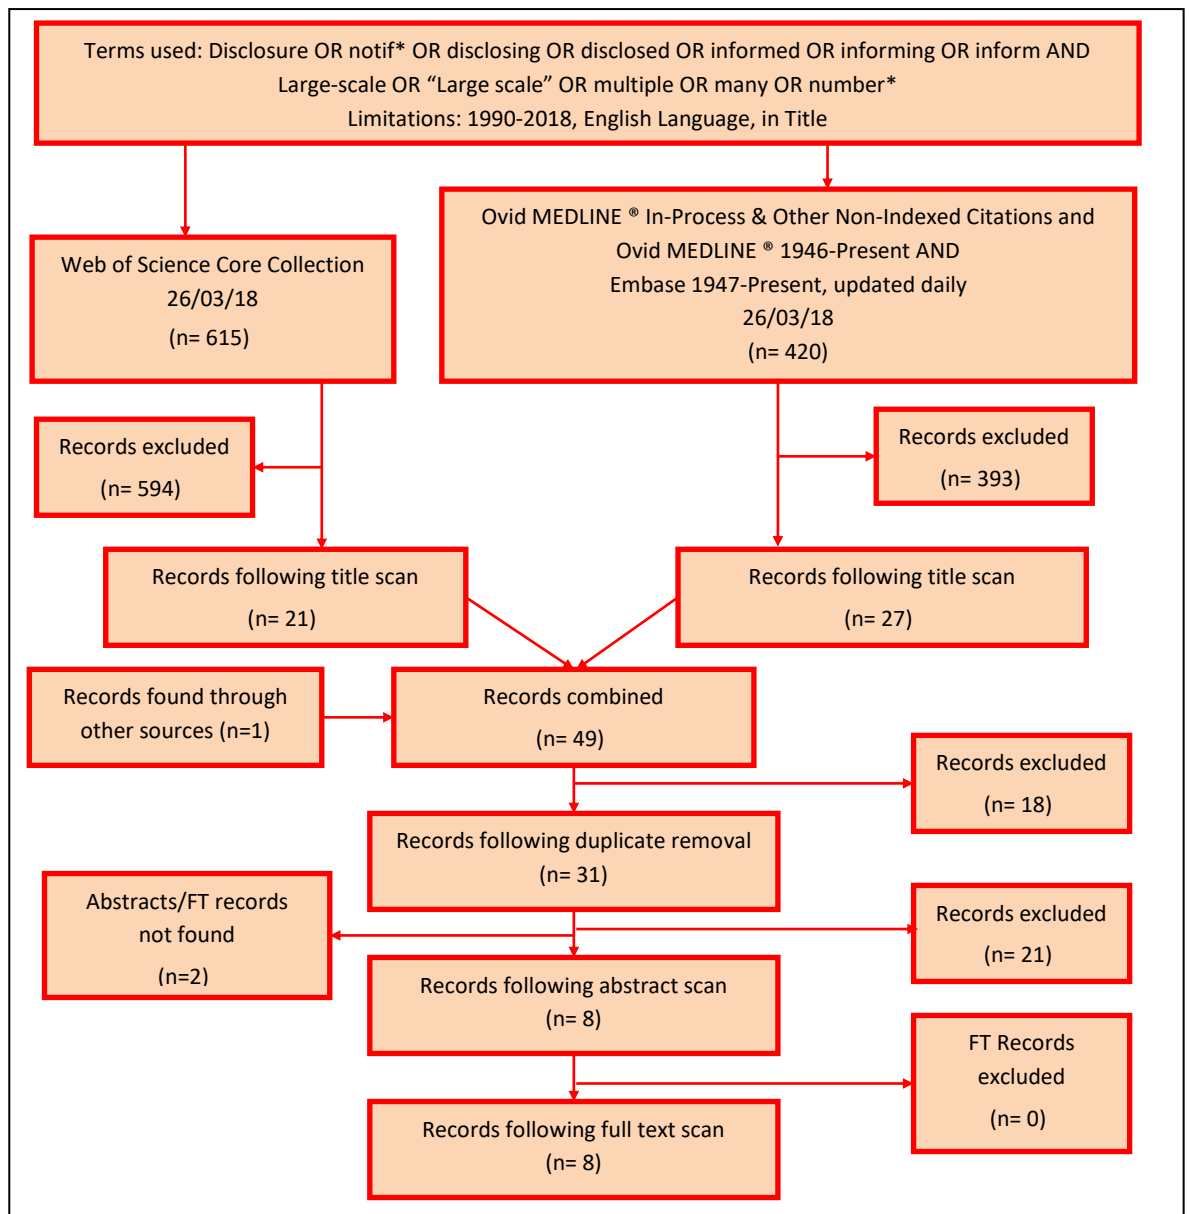 Terms used: Disclosure OR notif* OR disclosing OR disclosed OR informed OR informing OR inform AND
Large-scale OR “Large scale” OR multiple OR many OR number*
Limitations: 1990-2018, English Language, in Title
Web of Science Core Collection
26/03/18
(n= 615)
Ovid MEDLINE ® In-Process & Other Non-Indexed Citations and
Ovid MEDLINE ® 1946-Present AND
Embase 1947-Present, updated daily
26/03/18
(n= 420)
Records excluded
(n= 594)
Records excluded
(n= 393)
Records following title scan
(n= 21)
Records following title scan
(n= 27)
Records found through
other sources (n=1)
Records combined
(n= 49)
Records excluded
(n= 18)
Records following duplicate removal
(n= 31)
Abstracts/FT records
not found
(n=2)
Records excluded
(n= 21)
Records following abstract scan
(n= 8)
FT Records
excluded
(n= 0)
Records following full text scan
(n= 8)